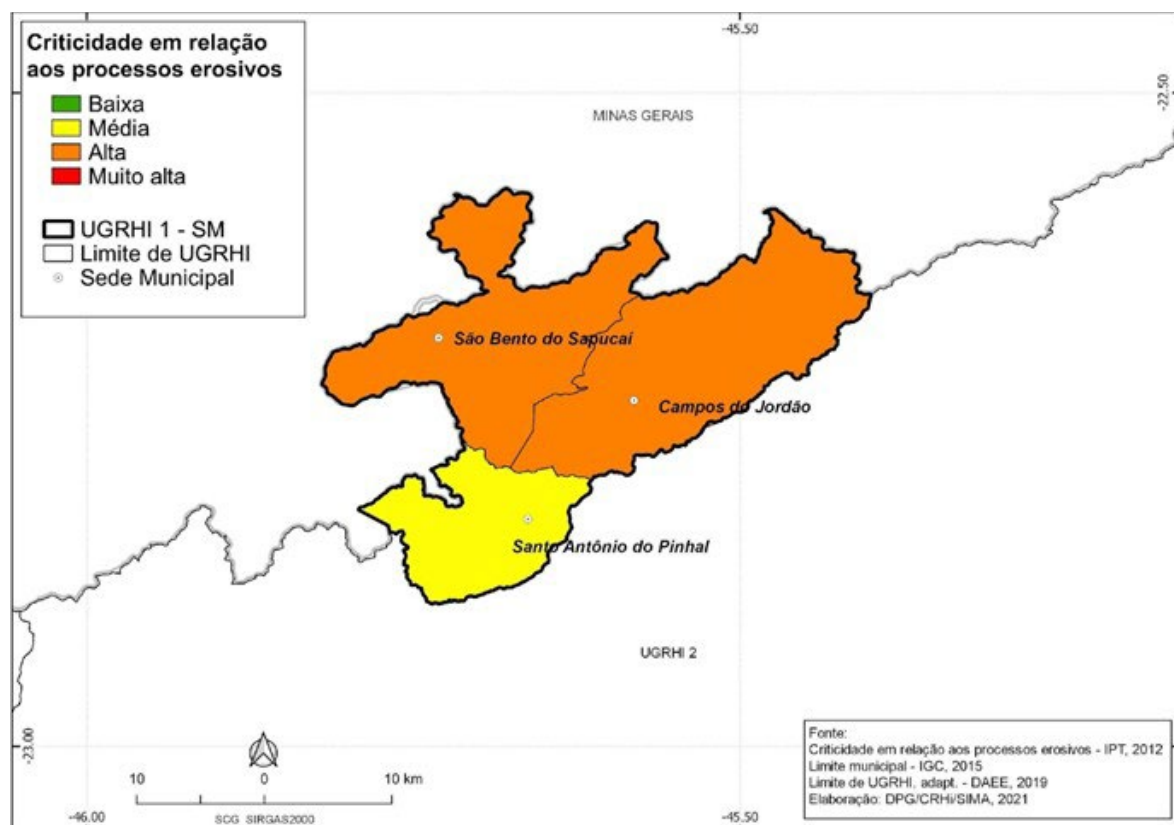 Criticidade em relação
aos processos erosivos
Baixa
Média
Alta
Muito alta
UGRHI 1 - SM
Limite de UGRHI
Sede Municipal
-45.50
-22.50
MINAS GERAIS
São Bento do Sapucaí
Campos do Jordão
Santo Antônio do Pinhal
UGRHI 2
-23.00
10 0 10 km
SCG SIRGAS2000
-46.00
-45.50
Fonte:
Criticidade em relação aos processos erosivos - IPT, 2012
Limite municipal - IGC, 2015
Limite de UGRHI, adapt. - DAEE, 2019
Elaboração: DPG/CRHi/SIMA, 2021